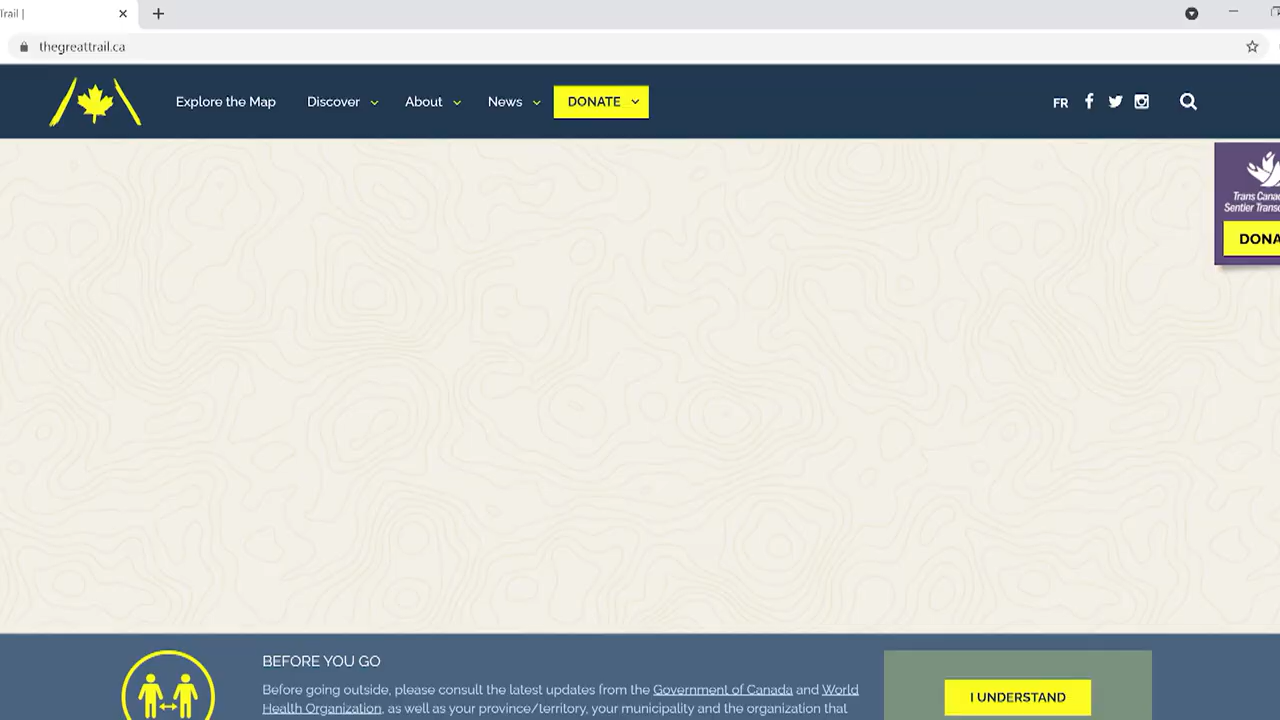 Trail |
thegreattrail.ca
Explore the Map Discover About News DONATE FR
Trans
Sentier
BEFORE YOU GO
Before going outside, please consult the latest updates from the Government of Canada and World
Health Organization, as well as your province/territory, your municipality and the organization that
I UNDERSTAND